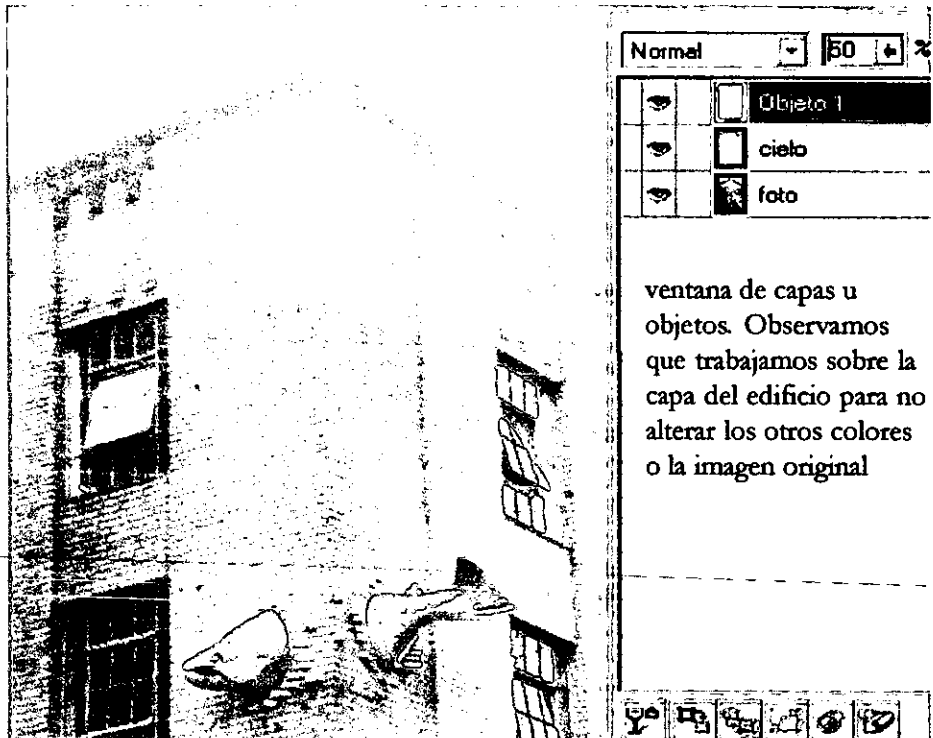 Normal 50 %
Objeto 1
cielo
foto
ventana de capas u
objetos. Observamos
que trabajamos sobre la
capa del edificio para no
alterar los otros colores
o la imagen original